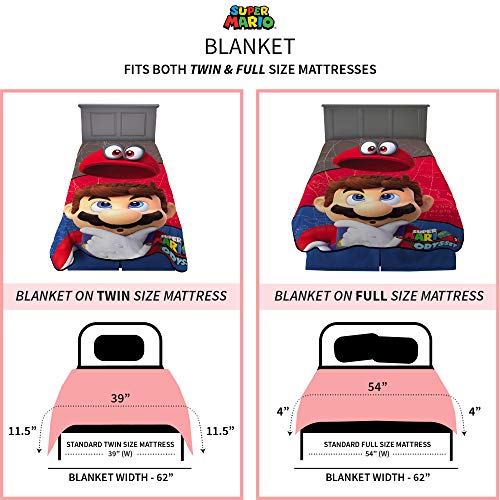 SUPER
MARIO
BLANKET
FITS BOTH TWIN & FULL SIZE MATTRESSES
SUPER
MARIO
ODYSSEY
BLANKET ON TWIN SIZE MATTRESS
39”
11.5”
11.5”
STANDARD TWIN SIZE MATTRESS
39” (W)
BLANKET WIDTH - 62”
SUPER
MARIO
ODYSSEY
BLANKET ON FULL SIZE MATTRESS
54”
4”
4”
STANDARD FULL SIZE MATTRESS
54” (W)
BLANKET WIDTH - 62”